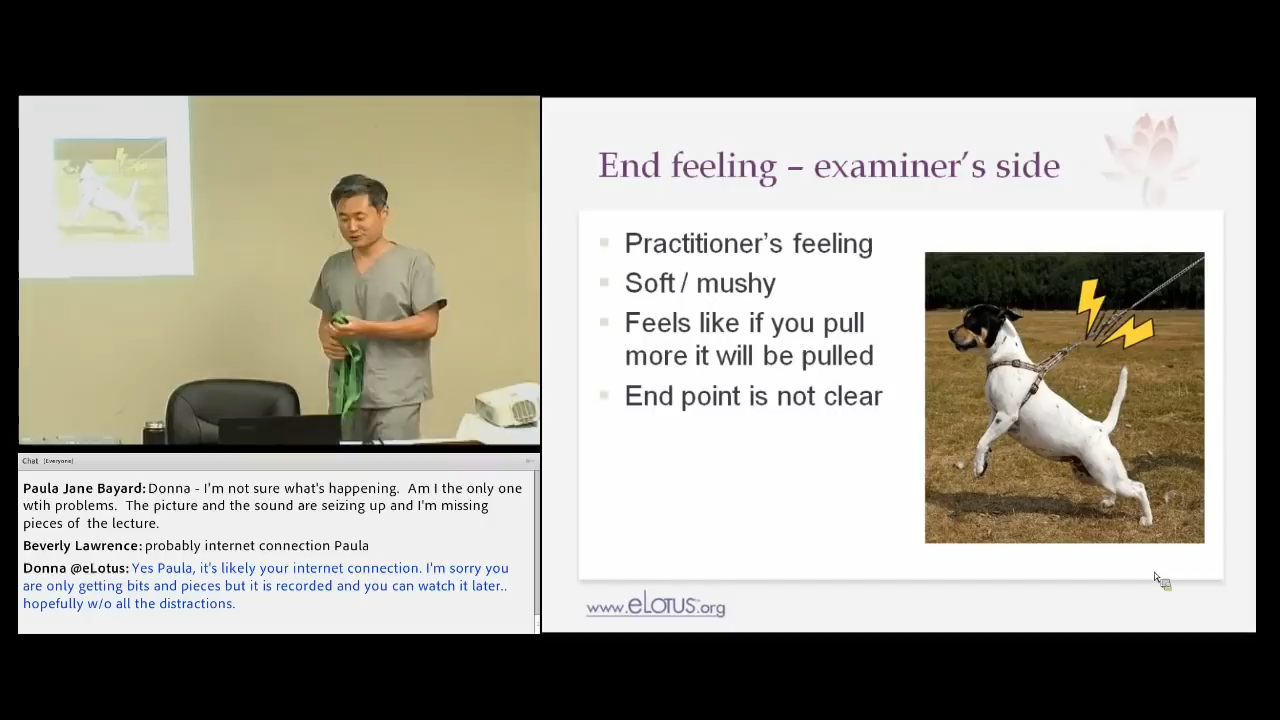 End feeling – examiner's side
Practitioner's feeling
Soft / mushy
Feels like if you pull
more it will be pulled
End point is not clear
www.eLOTUS.org
Chat (Everyone)
Paula Jane Bayard: Donna - I'm not sure what's happening. Am I the only one
wtih problems. The picture and the sound are seizing up and I'm missing
pieces of the lecture.
Beverly Lawrence: probably internet connection Paula
Donna @eLotus: Yes Paula, it's likely your internet connection. I'm sorry you
are only getting bits and pieces but it is recorded and you can watch it later..
hopefully w/o all the distractions.